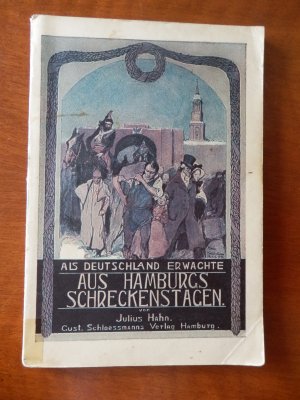 ALS DEUTSCHLAND ERWACHTE
AUS HAMBURGS
SCHRECKENSTAGEN.
von
Julius Hahn.
Gust. Schloessmanns Verlag Hamburg.